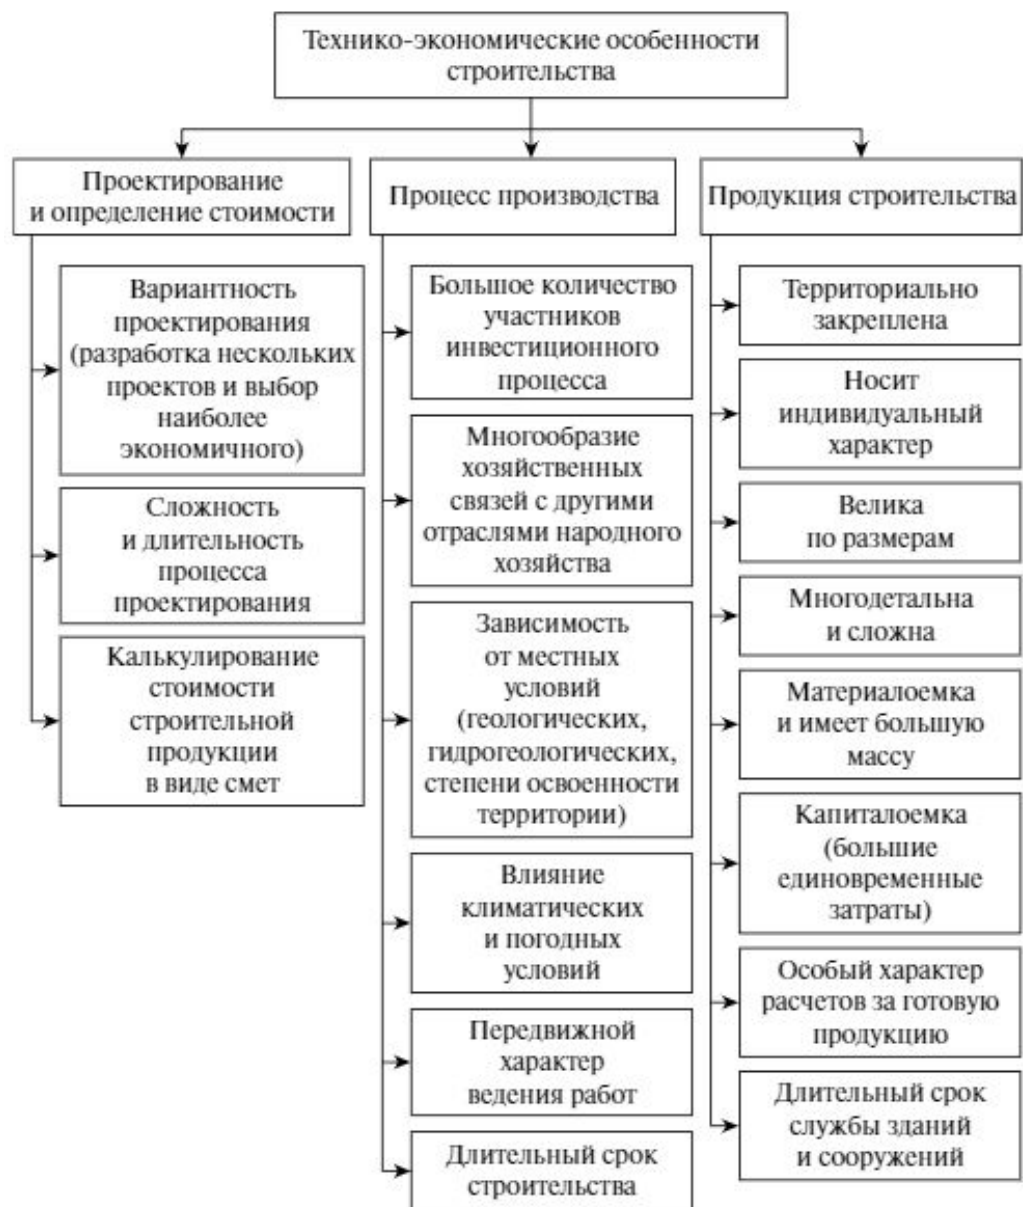 Технико-экономические особенности
строительства
Проектирование
и определение стоимости
Вариантность
проектирования
(разработка нескольких
проектов и выбор
наиболее
экономичного)
Сложность
и длительность
процесса
проектирования
Калькулирование
стоимости
строительной
продукции
в виде смет
Процесс производства
Большое количество
участников
инвестиционного
процесса
Многообразие
хозяйственных
связей с другими
отраслями народного
хозяйства
Зависимость
от местных
условий
(геологических,
гидрогеологических,
степени освоенности
территории)
Влияние
климатических
и погодных
условий
Передвижной
характер
ведения работ
Длительный срок
строительства
Продукция строительства
Территориально
закреплена
Носит
индивидуальный
характер
Велика
по размерам
Многодетальна
и сложна
Материалоемка
и имеет большую
массу
Капиталоемка
(большие
единовременные
затраты)
Особый характер
расчетов за готовую
продукцию
Длительный срок
службы зданий
и сооружений